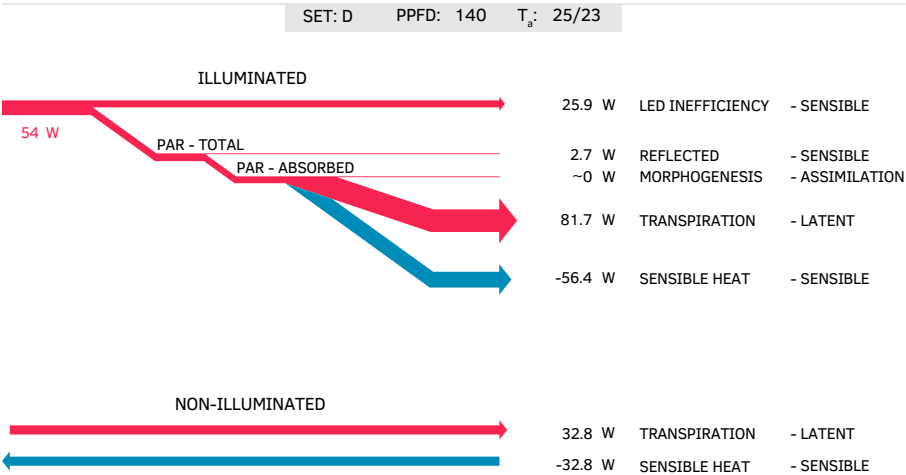 SET: D PPFD: 140 Ta: 25/23
ILLUMINATED
25.9 W LED INEFFICIENCY - SENSIBLE
54 W
PAR - TOTAL
2.7 W REFLECTED - SENSIBLE
PAR - ABSORBED
~0 W MORPHOGENESIS - ASSIMILATION
81.7 W TRANSPIRATION - LATENT
-56.4 W SENSIBLE HEAT - SENSIBLE
NON-ILLUMINATED
32.8 W TRANSPIRATION - LATENT
-32.8 W SENSIBLE HEAT - SENSIBLE